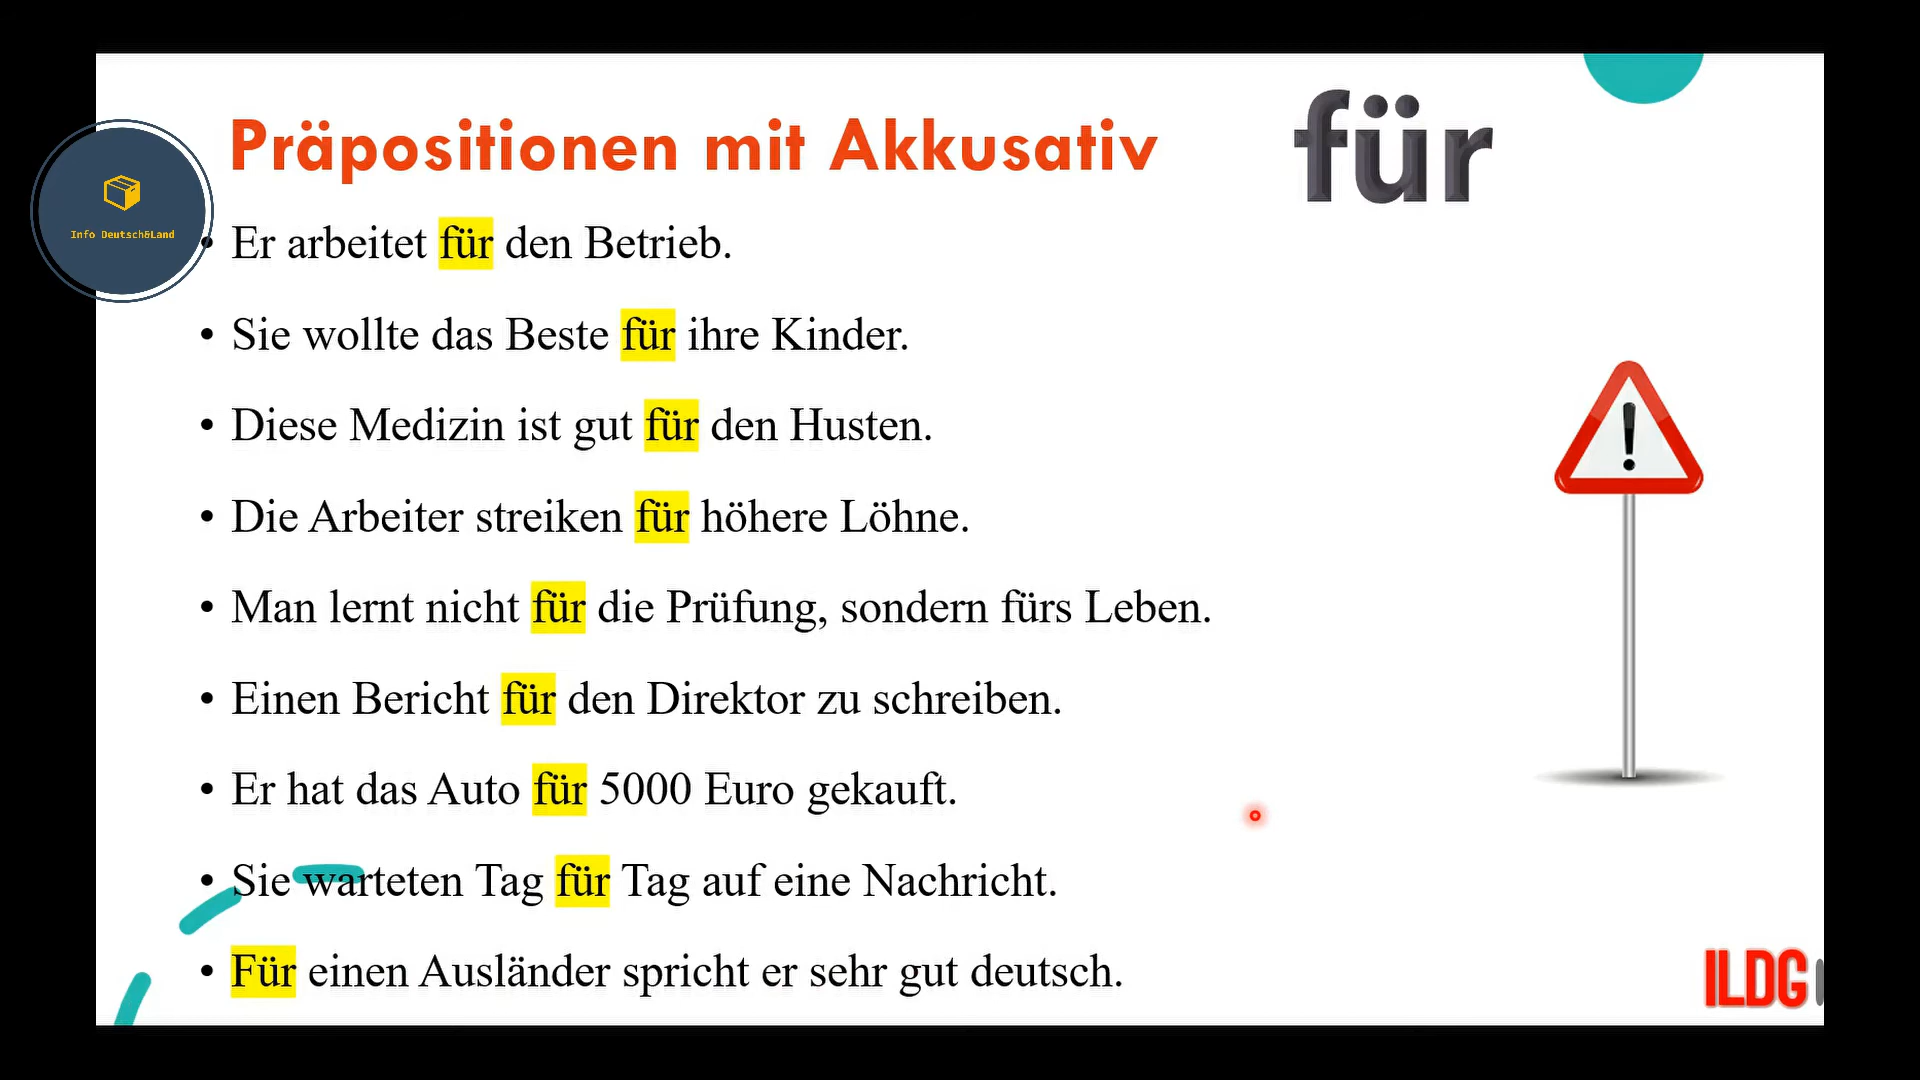 Präpositionen mit Akkusativ
für
Info Deutsch&Land
• Er arbeitet für den Betrieb.
• Sie wollte das Beste für ihre Kinder.
• Diese Medizin ist gut für den Husten.
• Die Arbeiter streiken für höhere Löhne.
• Man lernt nicht für die Prüfung, sondern fürs Leben.
• Einen Bericht für den Direktor zu schreiben.
• Er hat das Auto für 5000 Euro gekauft.
• Sie warteten Tag für Tag auf eine Nachricht.
• Für einen Ausländer spricht er sehr gut deutsch.
!
ILDG